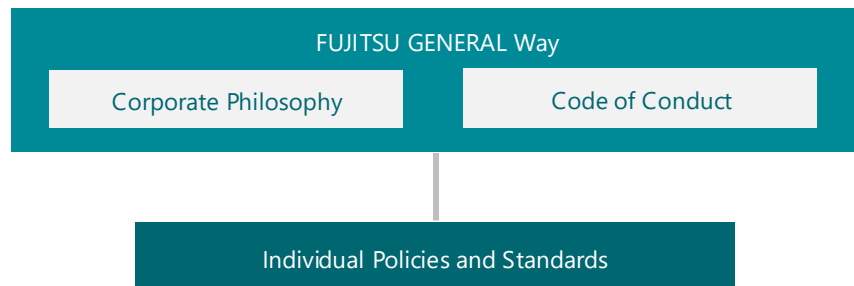 FUJITSU GENERAL Way
Corporate Philosophy
Code of Conduct
Individual Policies and Standards